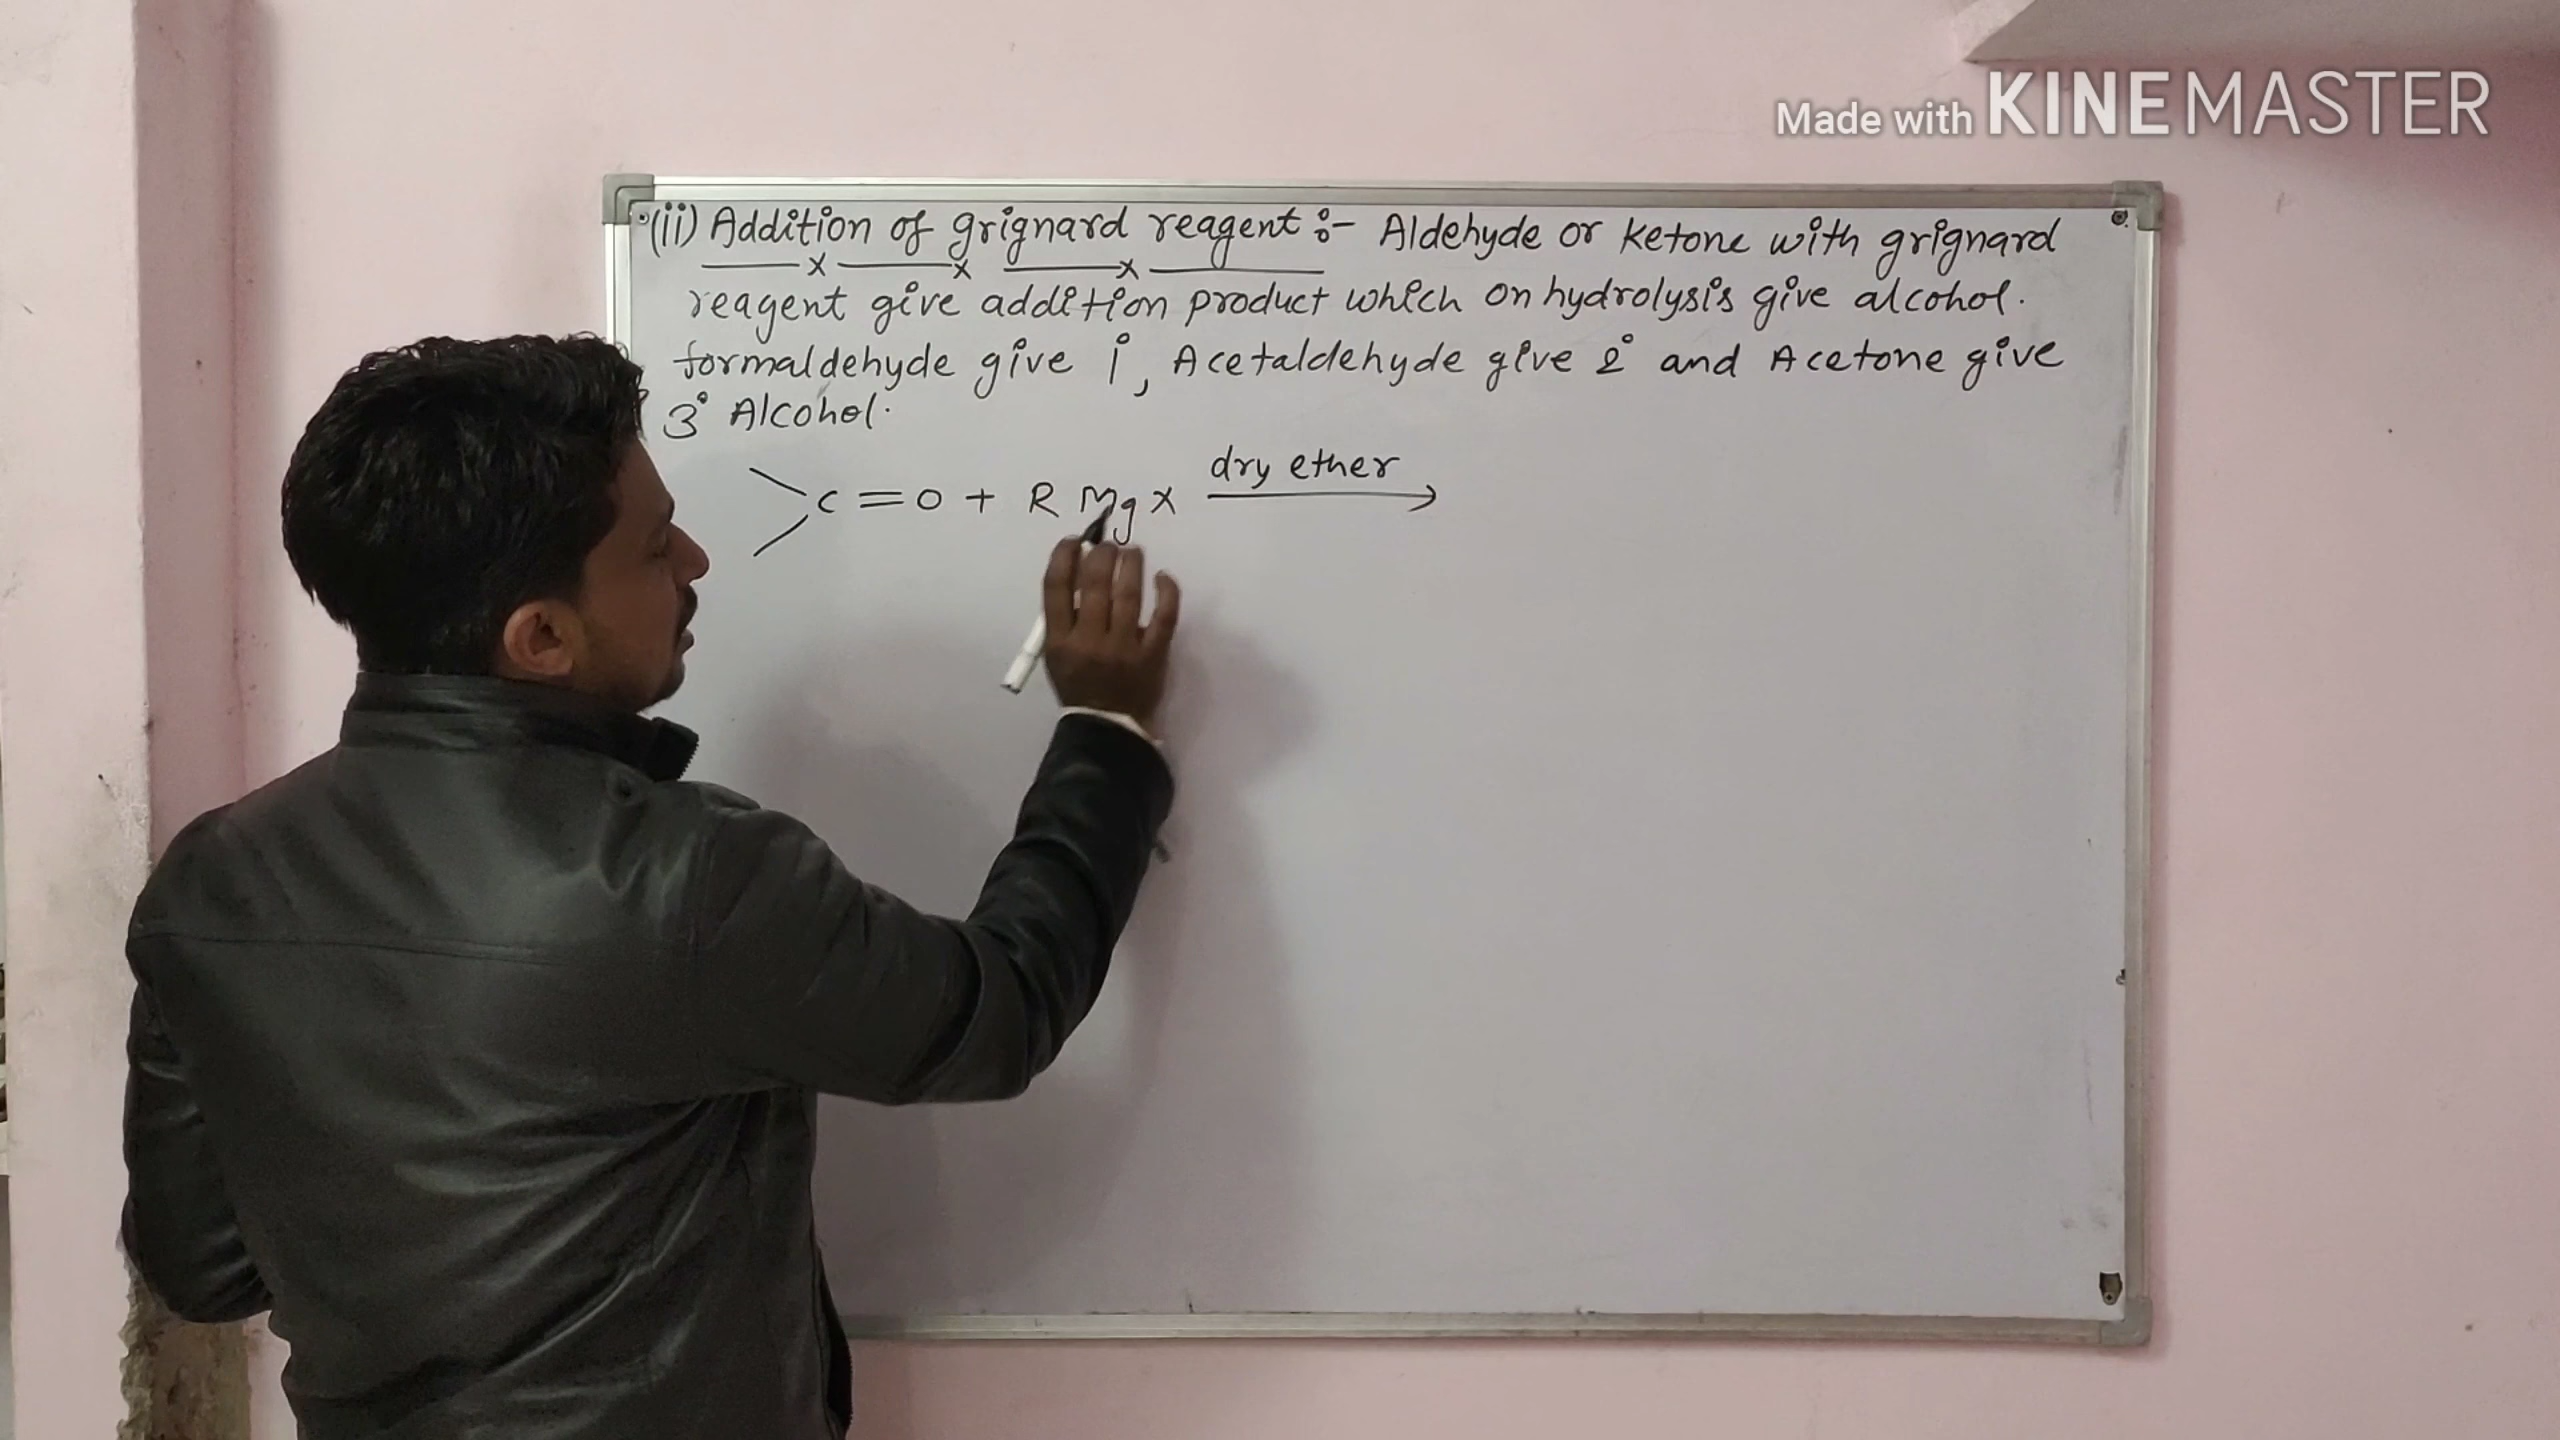 Made with KINEMASTER
(ii) Addition of grignard reagent :- Aldehyde or Ketone with grignard
reagent give addition product which on hydrolysis give alcohol.
formaldehyde give 1°, Acetaldehyde give 2° and Acetone give
3° Alcohol.
dry ether
>C=O + R Mg X →